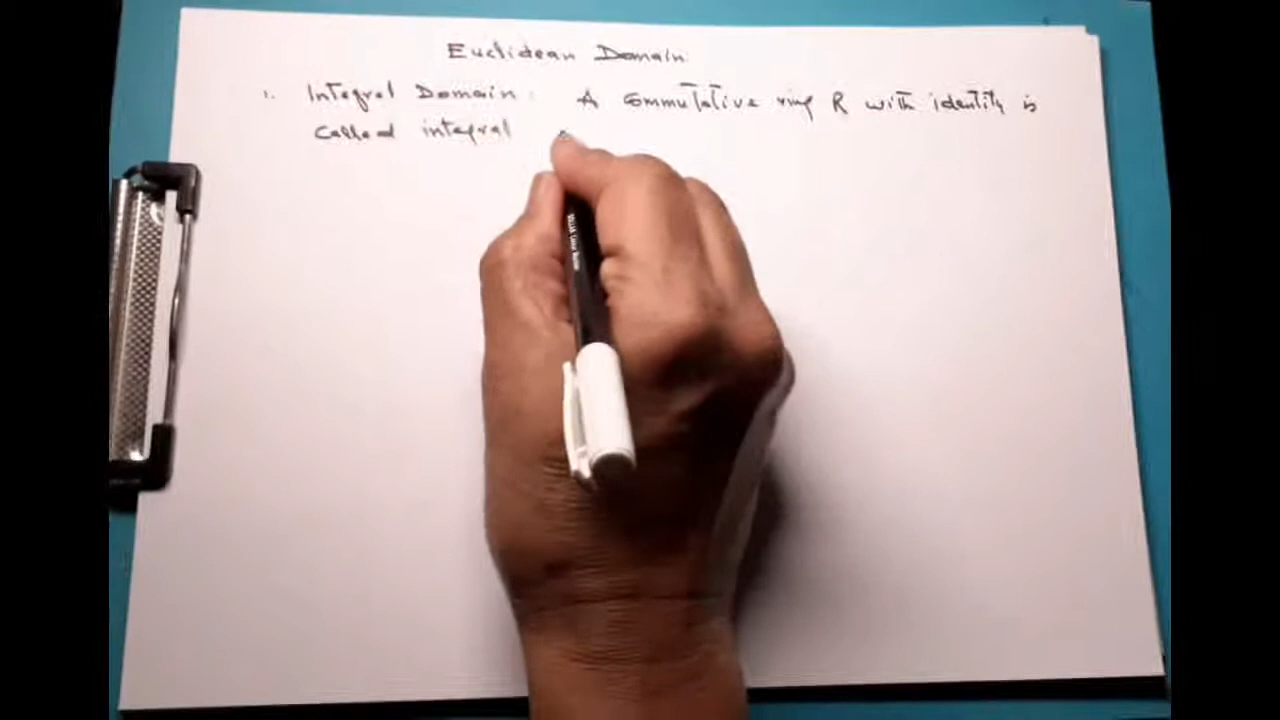 Euclidean Domain
1. Integral Domain : A commutative ring R with identity is
called integral